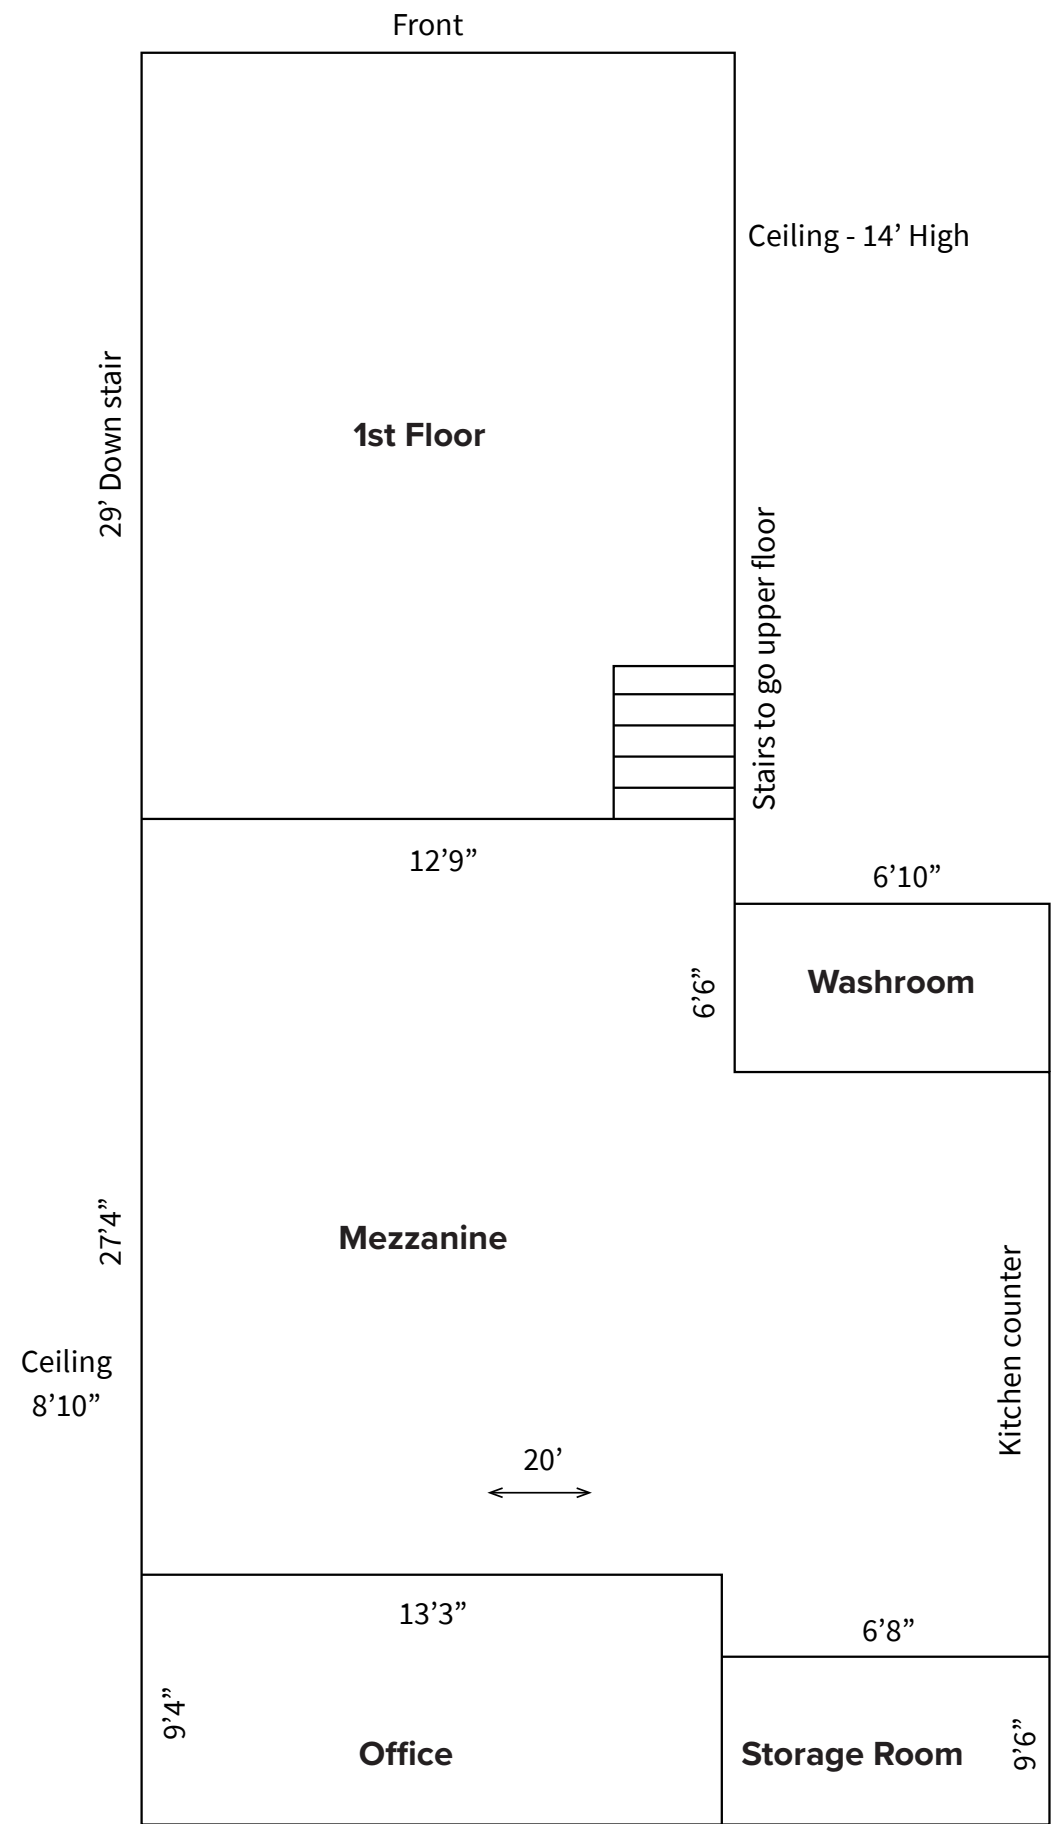 Front
Ceiling - 14’ High
29’ Down stair
1st Floor
Stairs to go upper floor
12’9”
6’10”
6’6”
Washroom
27’4”
Mezzanine
Kitchen counter
Ceiling
8’10”
20’
13’3”
6’8”
9’4”
Office
Storage Room
9’6”